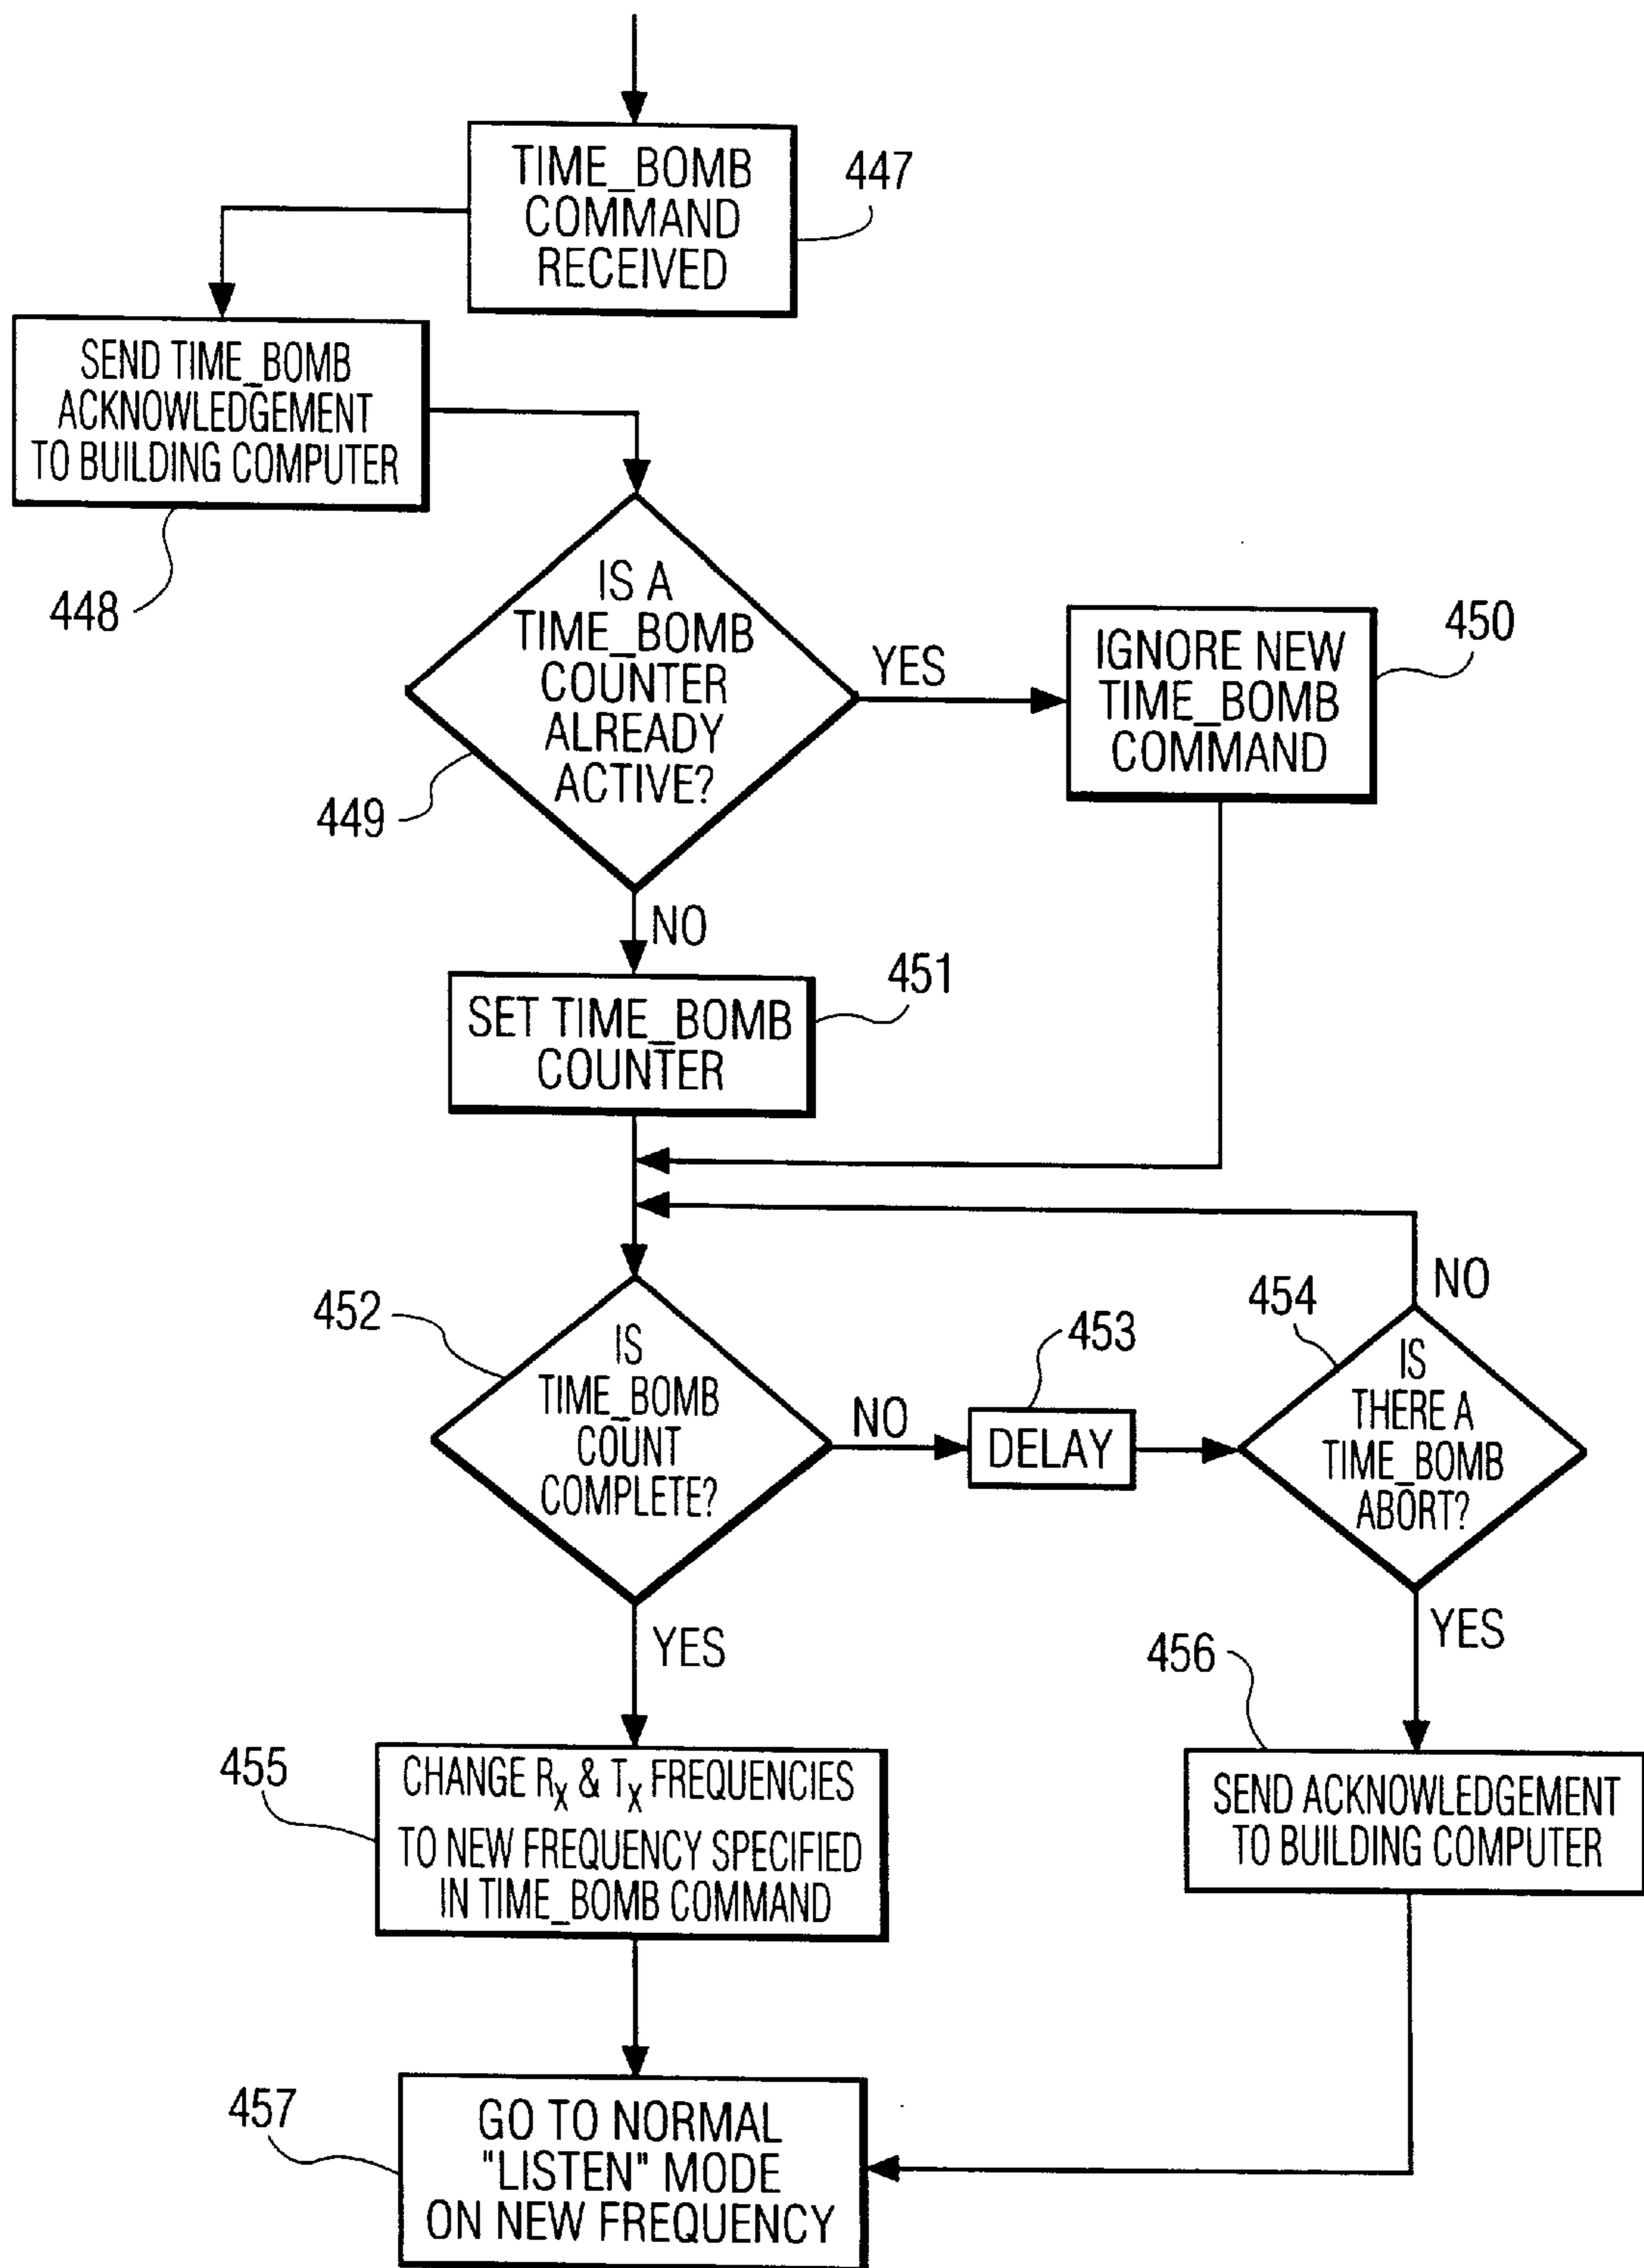 TIME_BOMB
COMMAND
RECEIVED
447
SEND TIME_BOMB
ACKNOWLEDGEMENT
TO BUILDING COMPUTER
448
IS A
TIME_BOMB
COUNTER
ALREADY
ACTIVE?
449
YES
IGNORE NEW
TIME_BOMB
COMMAND
450
NO
SET TIME_BOMB
COUNTER
451
452
IS
TIME_BOMB
COUNT
COMPLETE?
NO
453
DELAY
454
IS
THERE A
TIME_BOMB
ABORT?
NO
YES
YES
455
CHANGE RX & TX FREQUENCIES
TO NEW FREQUENCY SPECIFIED
IN TIME_BOMB COMMAND
456
SEND ACKNOWLEDGEMENT
TO BUILDING COMPUTER
457
GO TO NORMAL
"LISTEN" MODE
ON NEW FREQUENCY